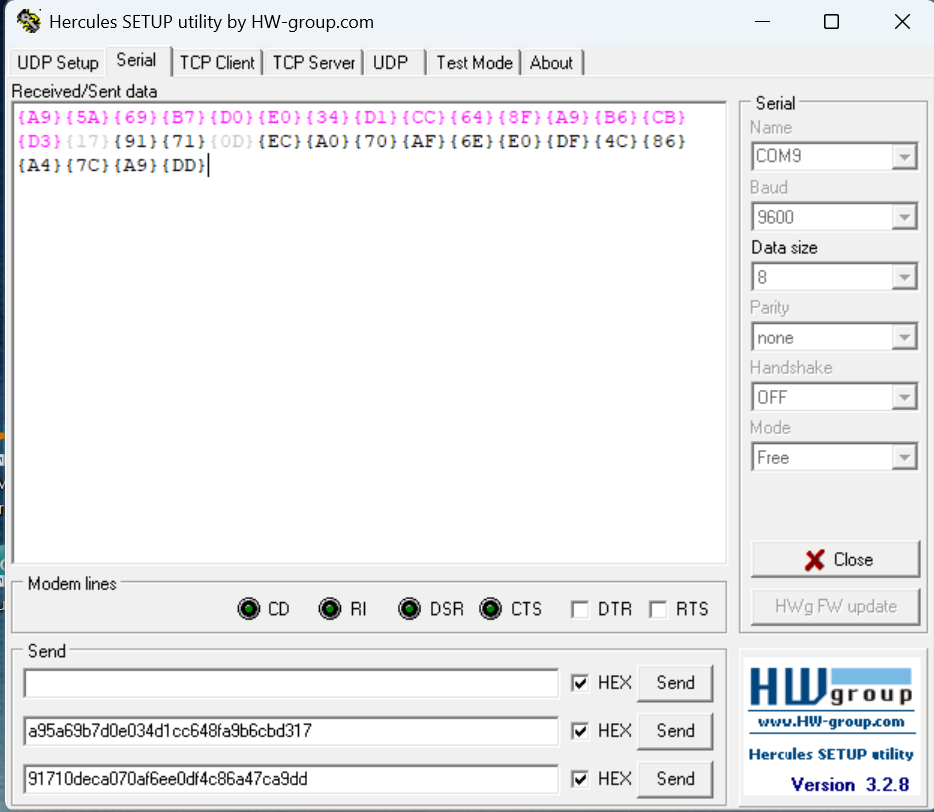 Hercules SETUP utility by HW-group.com
UDP Setup Serial TCP Client TCP Server UDP Test Mode About
Received/Sent data
{A9}{5A}{69}{B7}{D0}{E0}{34}{D1}{CC}{64}{8F}{A9}{B6}{CB}
{D3}{17}{91}{71}{0D}{EC}{A0}{70}{AF}{6E}{E0}{DF}{4C}{86}
{A4}{7C}{A9}{DD}
Serial
Name
COM9
Baud
9600
Data size
8
Parity
none
Handshake
OFF
Mode
Free
Close
HWg FW update
Modem lines
CD RI DSR CTS DTR RTS
Send
HEX Send
a95a69b7d0e034d1cc648fa9b6cbd317 HEX Send
91710deca070af6ee0df4c86a47ca9dd HEX Send
HWgroup
www.HW-group.com
Hercules SETUP utility
Version 3.2.8